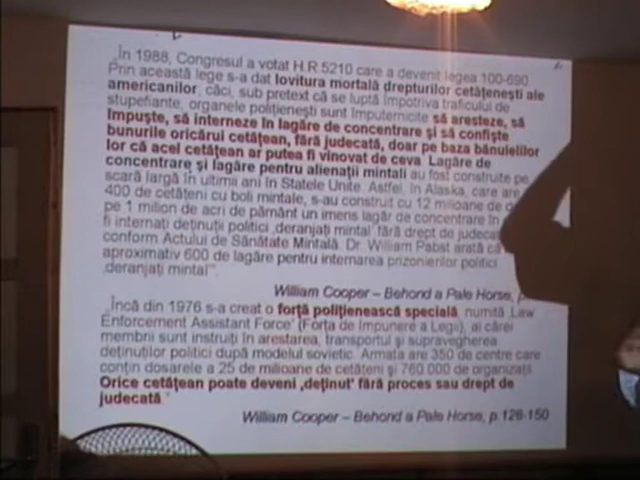 „În 1988, Congresul a votat H.R 5210 care a devenit legea 100-690.
Prin această lege s-a dat lovitura mortală drepturilor cetăţeneşti ale
americanilor, căci, sub pretext că se luptă împotriva traficului de
stupefiante, organele poliţieneşti sunt împuternicite să aresteze, să
împuşte, să interneze în lagăre de concentrare şi să confişte
bunurile oricărui cetăţean, fără judecată, doar pe baza bănuielilor
lor că acel cetăţean ar putea fi vinovat de ceva. Lagăre de
concentrare şi lagăre pentru alienaţii mintali au fost construite pe
scară largă în ultimii ani în Statele Unite. Astfel, în Alaska, care are
400 de cetăţeni cu boli mintale, s-au construit cu 12 milioane de
pe 1 milion de acri de pământ un imens lagăr de concentrare în
fi internaţi deţinuţii politici „deranjaţi mintal” fără drept de
conform Actului de Sănătate Mintală. Dr. William Pabst arată că
aproximativ 600 de lagăre pentru internarea prizonierilor politici
„deranjaţi mintal””
William Cooper – Behond a Pale Horse,
„Încă din 1976 s-a creat o forţă poliţienească specială, numită „Law
Enforcement Assistant Force” (Forţa de Impunere a Legii), ai cărei
membrii sunt instruiţi în arestarea, transportul şi supravegherea
deţinuţilor politici după modelul sovietic. Armata are 350 de centre care
conţin dosarele a 25 de milioane de cetăţeni şi 760.000 de organizaţii.
Orice cetăţean poate deveni „deţinut” fără proces sau drept de
judecată.”
William Cooper – Behond a Pale Horse, p.126-150